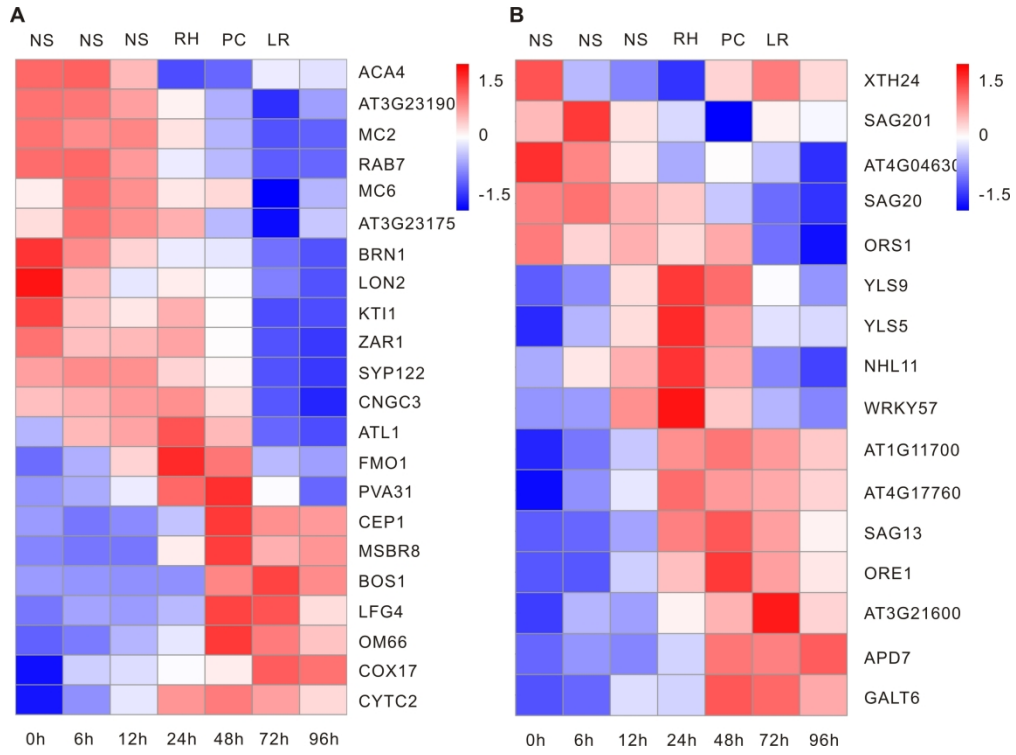 A
NS NS NS RH PC LR
ACA4
AT3G23190
MC2
RAB7
MC6
AT3G23175
BRN1
LON2
KTI1
ZAR1
SYP122
CNGC3
ATL1
FMO1
PVA31
CEP1
MSBR8
BOS1
LFG4
OM66
COX17
CYTC2
1.5
0
-1.5
0h 6h 12h 24h 48h 72h 96h
B
NS NS NS RH PC LR
XTH24
SAG201
AT4G04630
SAG20
ORS1
YLS9
YLS5
NHL11
WRKY57
AT1G11700
AT4G17760
SAG13
ORE1
AT3G21600
APD7
GALT6
1.5
0
-1.5
0h 6h 12h 24h 48h 72h 96h